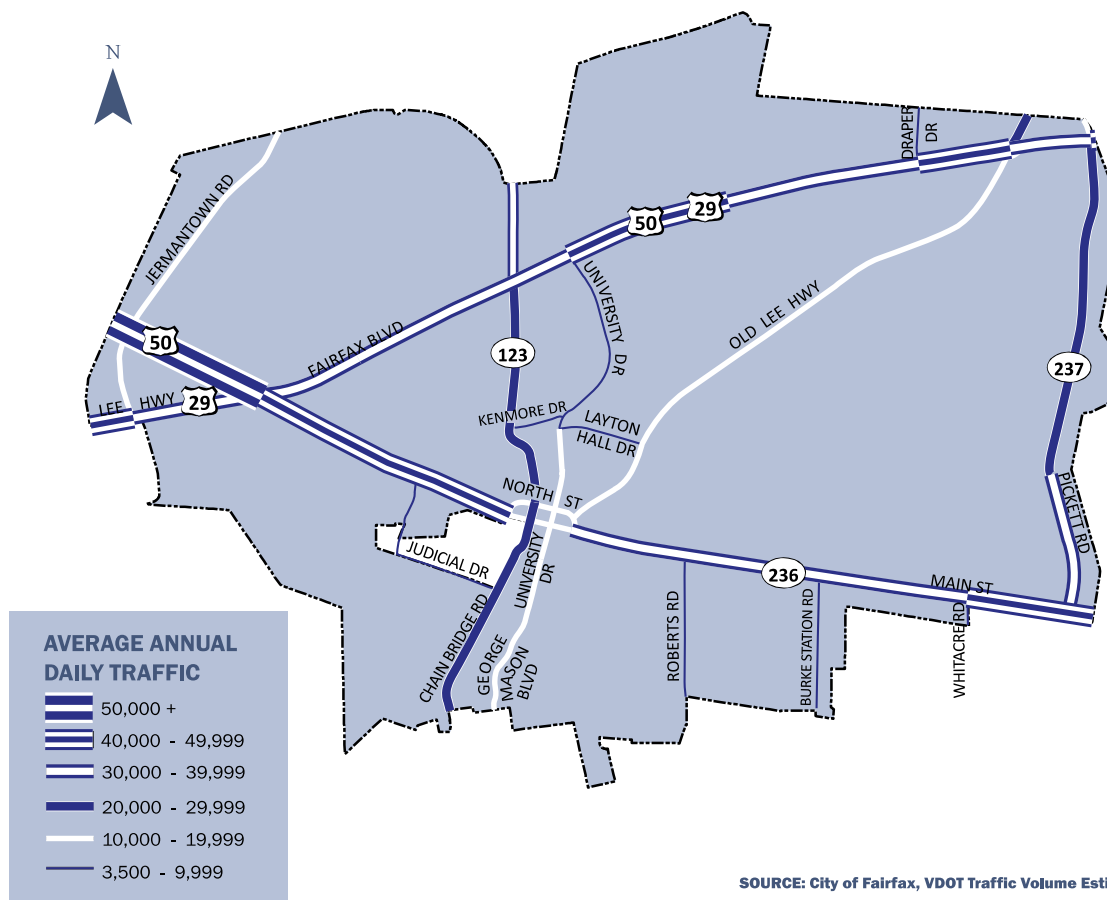 N
DRAPER
DR
JERMANTOWN RD
50
29
UNIVERSITY DR
OLD LEE HWY
50
FAIRFAX BLVD
123
237
LEE HWY
29
KENMORE DR
LAYTON
HALL DR
NORTH ST
PICKETT RD
JUDICIAL DR
UNIVERSITY
DR
236
MAIN ST
CHAIN BRIDGE RD
GEORGE
MASON
BLVD
ROBERTS RD
BURKE STATION RD
WHITACRE RD
AVERAGE ANNUAL
DAILY TRAFFIC
50,000 +
40,000 - 49,999
30,000 - 39,999
20,000 - 29,999
10,000 - 19,999
3,500 - 9,999
SOURCE: City of Fairfax, VDOT Traffic Volume Esti